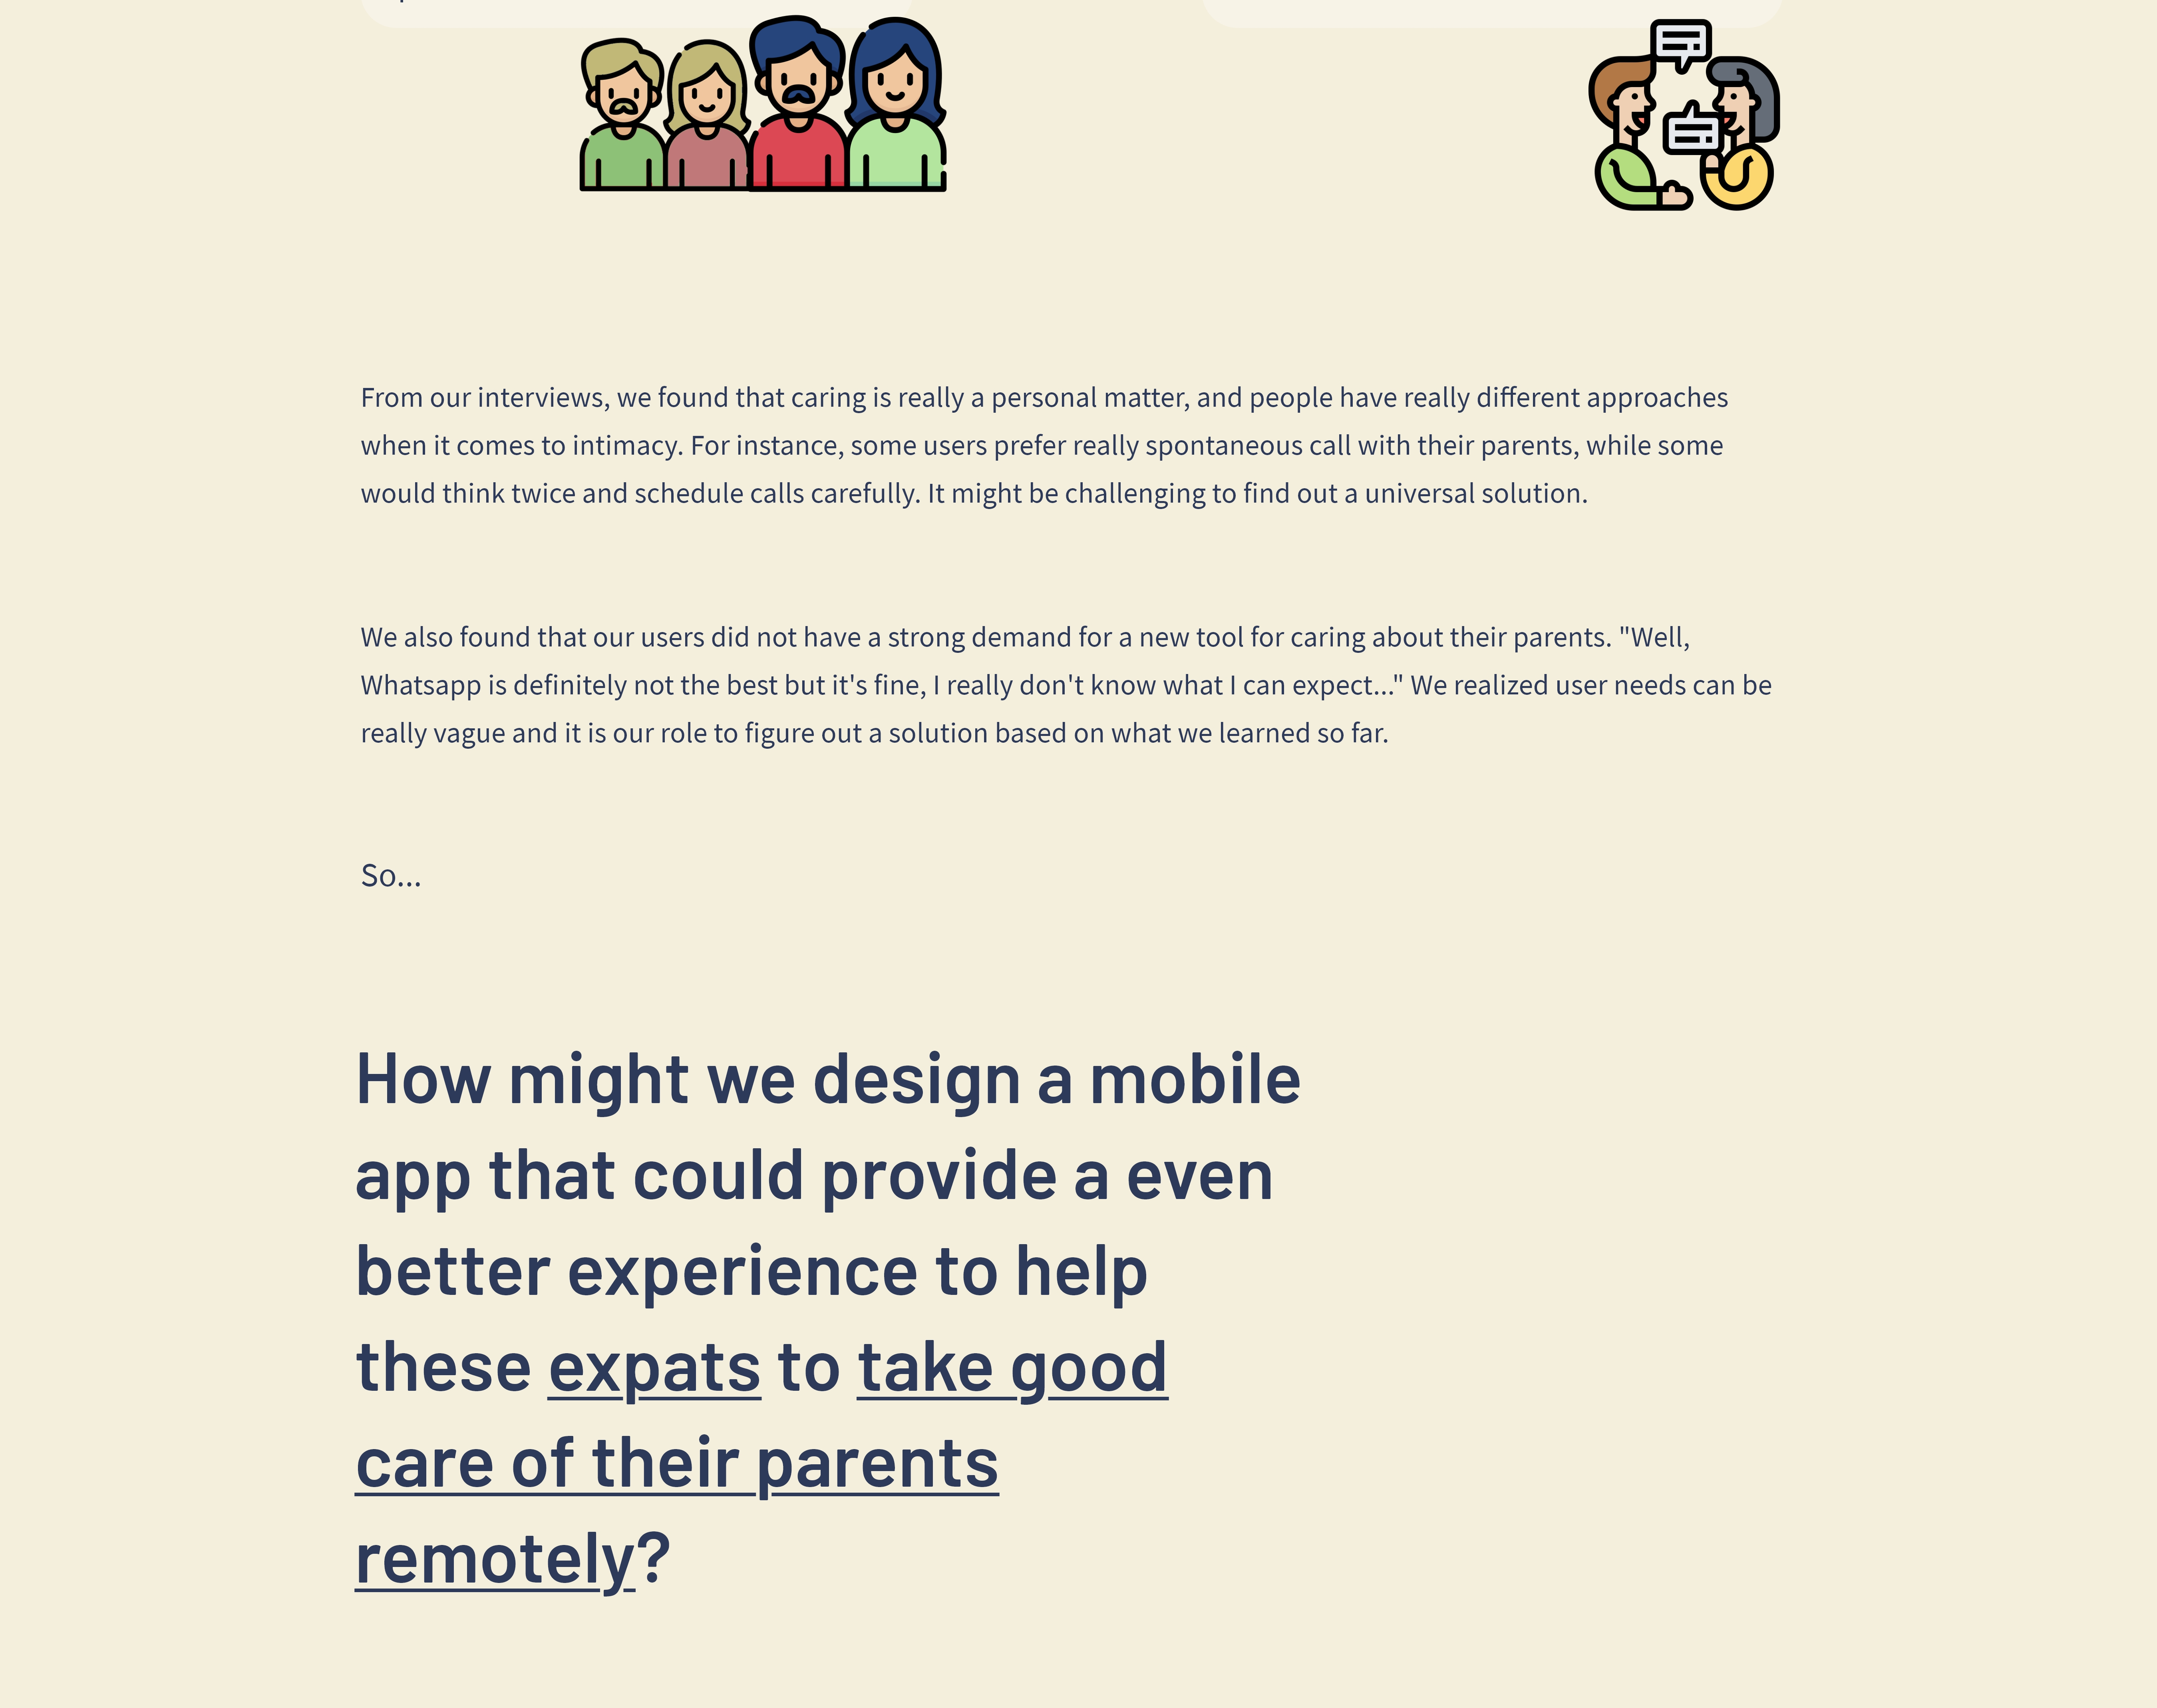 From our interviews, we found that caring is really a personal matter, and people have really different approaches
when it comes to intimacy. For instance, some users prefer really spontaneous call with their parents, while some
would think twice and schedule calls carefully. It might be challenging to find out a universal solution.
We also found that our users did not have a strong demand for a new tool for caring about their parents. "Well,
Whatsapp is definitely not the best but it's fine, I really don't know what I can expect..." We realized user needs can be
really vague and it is our role to figure out a solution based on what we learned so far.
So...
How might we design a mobile
app that could provide a even
better experience to help
these expats to take good
care of their parents
remotely?